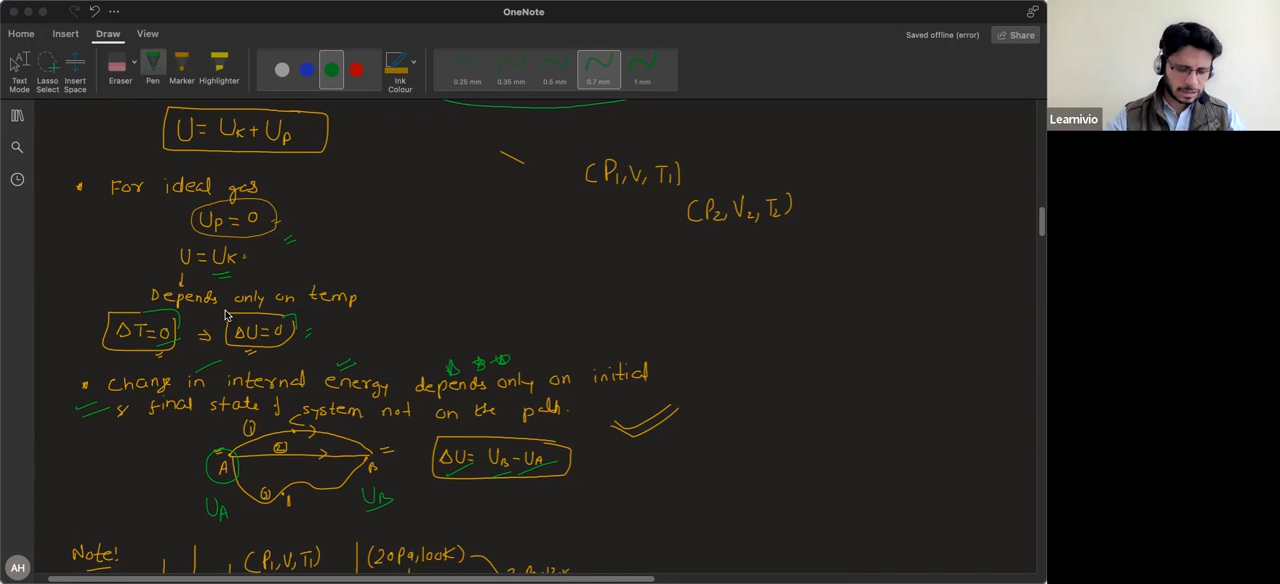 OneNote
Home Insert Draw View
Saved offline (error) Share
Text Mode Lasso Select Insert Space Eraser Pen Marker Highlighter Ink Colour 0.25 mm 0.35 mm 0.5 mm 0.7 mm 1 mm
Learnivio
U = UK + UP
(P1, V, T1)
* For ideal gas
(P2, V2, T2)
UP = 0
U = UK
↓
Depends only on temp
ΔT=0 ⇒ ΔU=0
* Change in internal energy depends only on initial
& final state of system not on the path.
①
②
A B ΔU = UB - UA
③
UA UB
Note!
(P1, V, T1) (20Pa, 100K)
AH